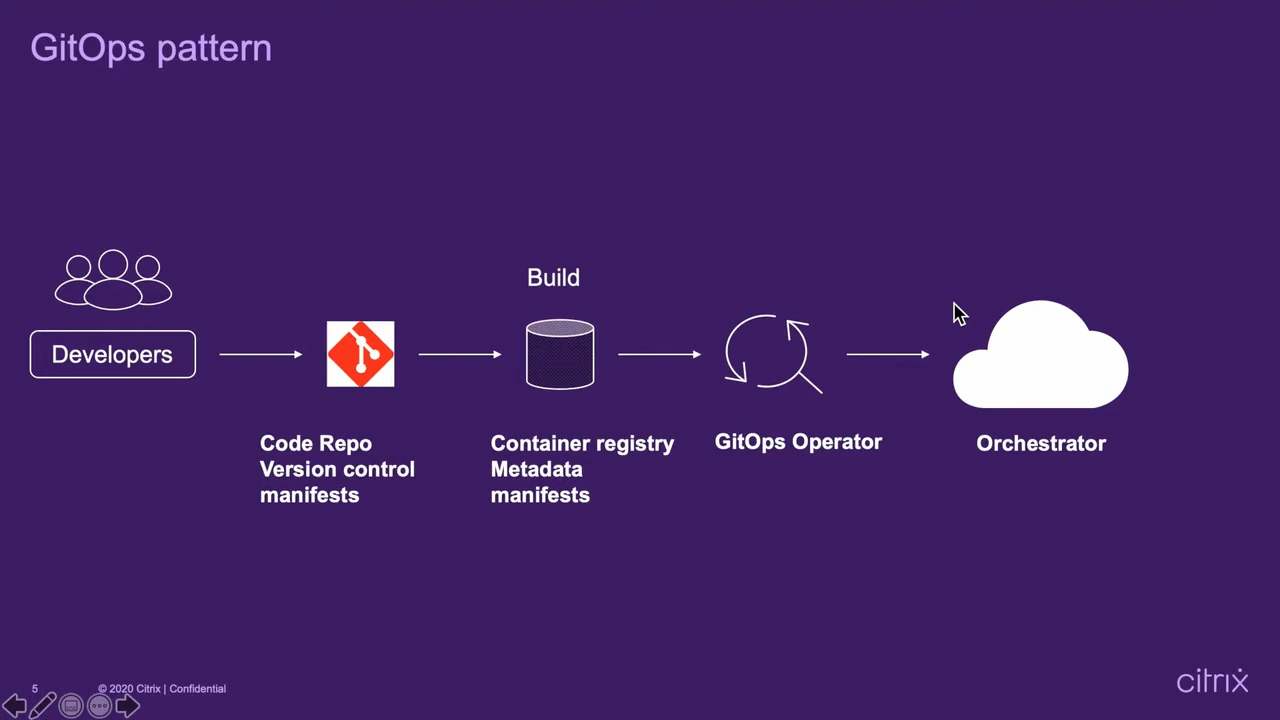 GitOps pattern
Build
Developers
Code Repo
Version control
manifests
Container registry
Metadata
manifests
GitOps Operator
Orchestrator
5
© 2020 Citrix | Confidential
citrix